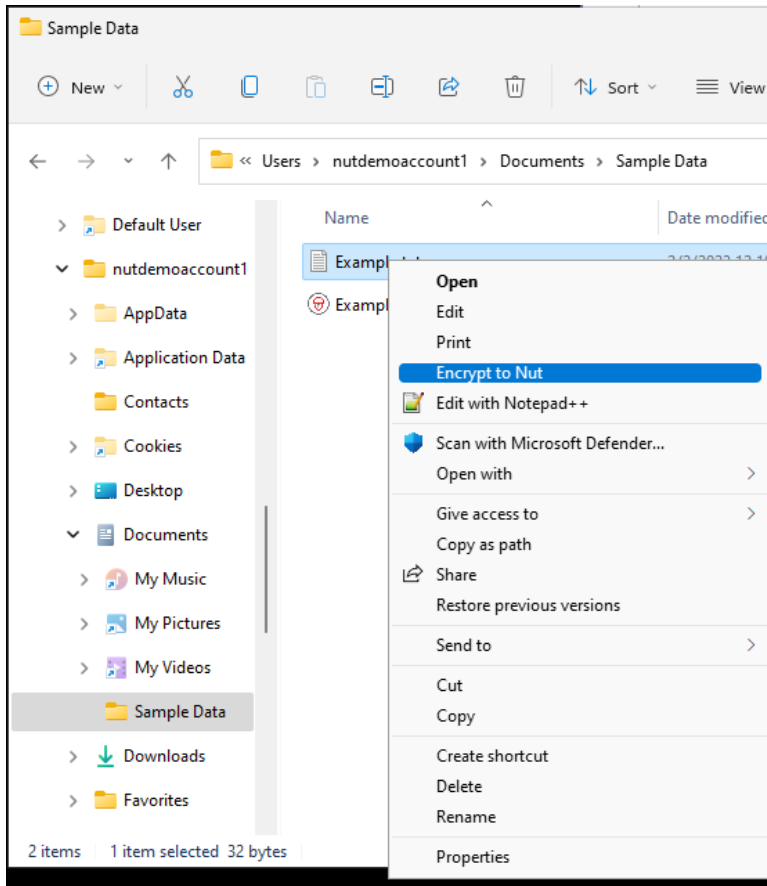 Sample Data
New
Sort
View
« Users > nutdemoaccount1 > Documents > Sample Data
Name
Date modified
Default User
nutdemoaccount1
AppData
Application Data
Contacts
Cookies
Desktop
Documents
My Music
My Pictures
My Videos
Sample Data
Downloads
Favorites
Exampl
Exampl
Open
Edit
Print
Encrypt to Nut
Edit with Notepad++
Scan with Microsoft Defender...
Open with
Give access to
Copy as path
Share
Restore previous versions
Send to
Cut
Copy
Create shortcut
Delete
Rename
Properties
2 items 1 item selected 32 bytes